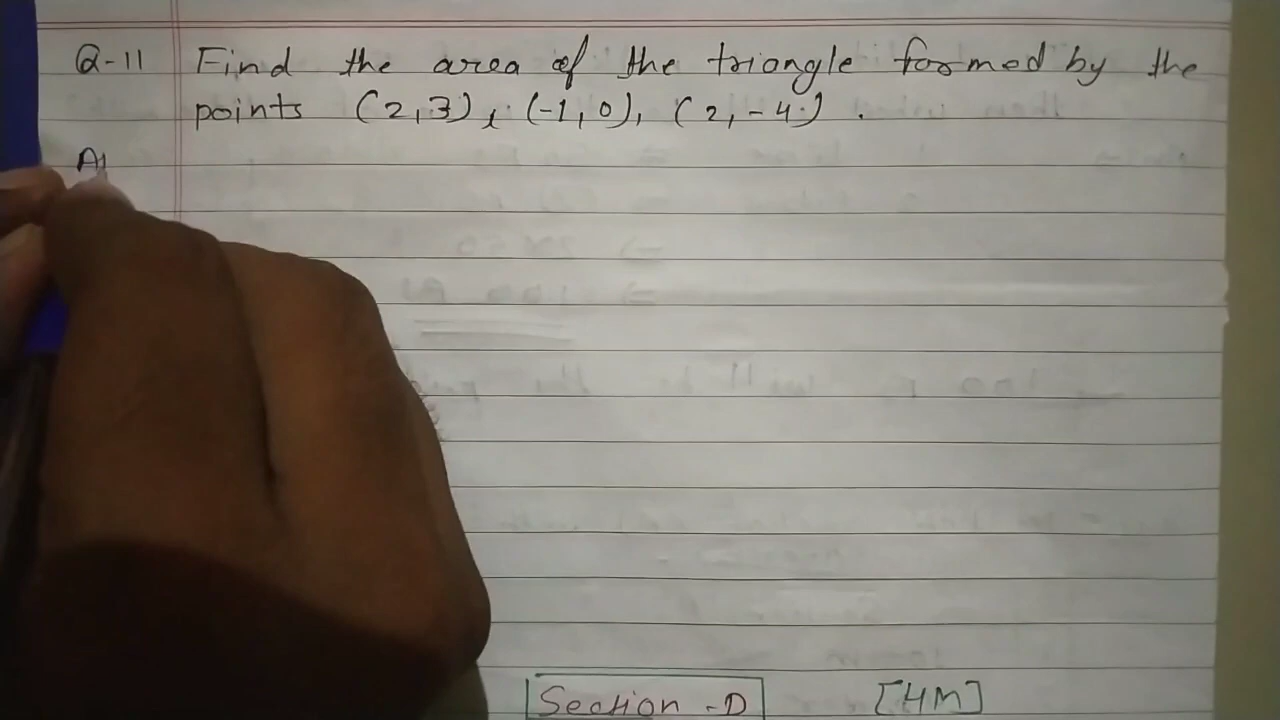 Q-11 Find the area of the triangle formed by the
points (2,3), (-1,0), (2,-4).
A
Section-D [4M]